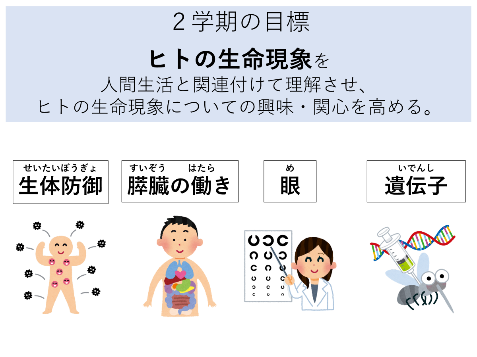 ２学期の目標
ヒトの生命現象を
人間生活と関連付けて理解させ、
ヒトの生命現象についての興味・関心を高める。
せいたいぼうぎょ
生体防御
すいぞう はたら
膵臓の働き
め
眼
いでんし
遺伝子